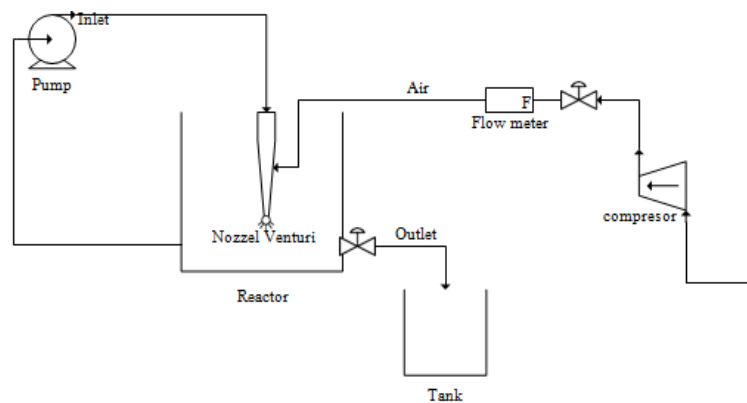 Inlet
Pump
Air
F
Flow meter
compresor
Nozzel Venturi
Outlet
Reactor
Tank